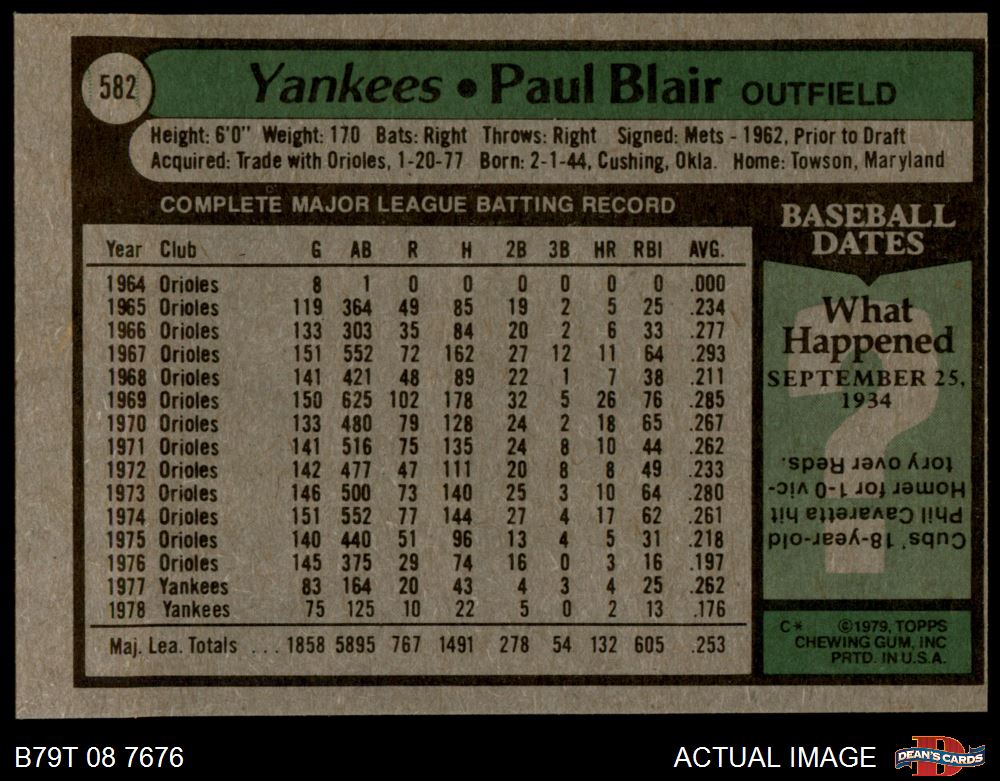 582
Yankees • Paul Blair OUTFIELD
Height: 6'0" Weight: 170 Bats: Right Throws: Right Signed: Mets - 1962, Prior to Draft
Acquired: Trade with Orioles, 1-20-77 Born: 2-1-44, Cushing, Okla. Home: Towson, Maryland
COMPLETE MAJOR LEAGUE BATTING RECORD
Year Club G AB R H 2B 3B HR RBI AVG.
1964 Orioles 8 1 0 0 0 0 0 0 .000
1965 Orioles 119 364 49 85 19 2 5 25 .234
1966 Orioles 133 303 35 84 20 2 6 33 .277
1967 Orioles 151 552 72 162 27 12 11 64 .293
1968 Orioles 141 421 48 89 22 1 7 38 .211
1969 Orioles 150 625 102 178 32 5 26 76 .285
1970 Orioles 133 480 79 128 24 2 18 65 .267
1971 Orioles 141 516 75 135 24 8 10 44 .262
1972 Orioles 142 477 47 111 20 8 8 49 .233
1973 Orioles 146 500 73 140 25 3 10 64 .280
1974 Orioles 151 552 77 144 27 4 17 62 .261
1975 Orioles 140 440 51 96 13 4 5 31 .218
1976 Orioles 145 375 29 74 16 0 3 16 .197
1977 Yankees 83 164 20 43 4 3 4 25 .262
1978 Yankees 75 125 10 22 5 0 2 13 .176
Maj. Lea. Totals ... 1858 5895 767 1491 278 54 132 605 .253
BASEBALL
DATES
What
Happened
SEPTEMBER 25,
1934
?
Cubs' 18-year-old
Phil Cavaretta hit
Homer for 1-0 vic-
tory over Reds.
C* ©1979, TOPPS
CHEWING GUM, INC
PRTD. IN U.S.A.
B79T 08 7676
ACTUAL IMAGE
D
DEAN'S CARDS